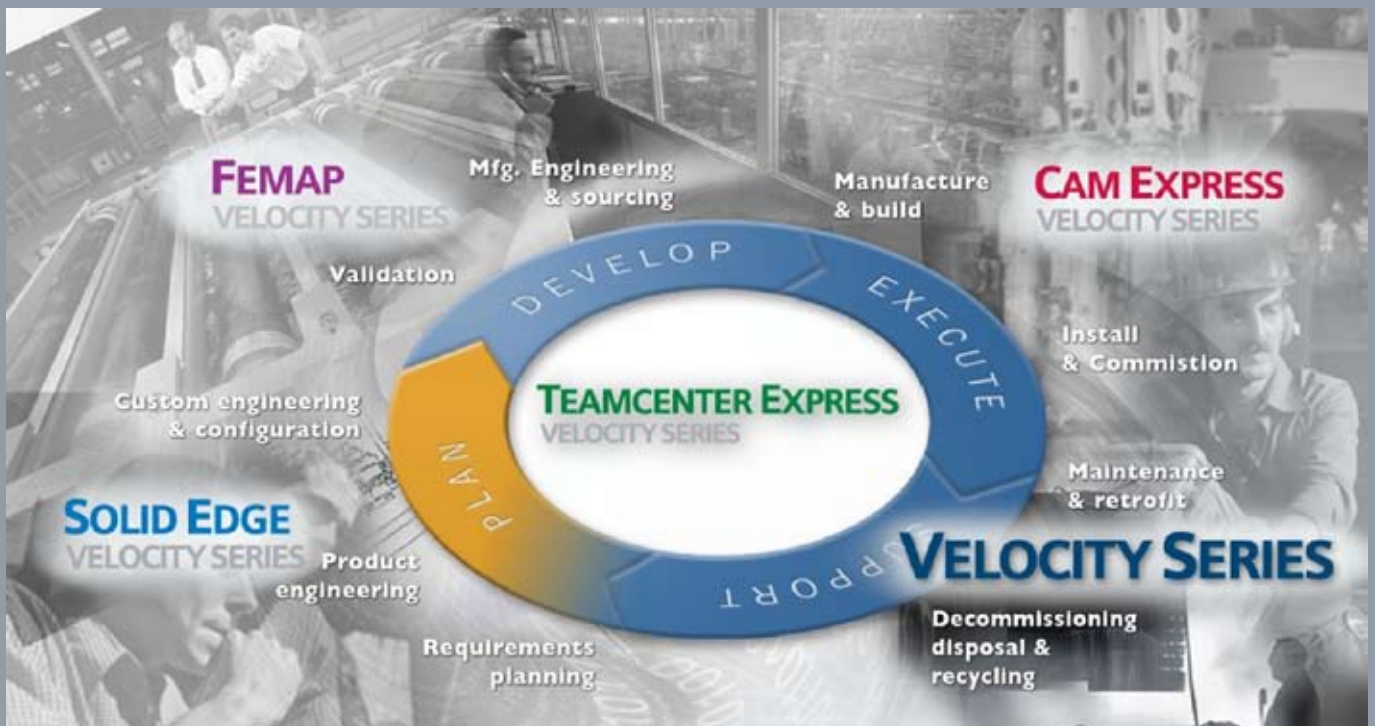 FEMAP
VELOCITY SERIES
Mfg. Engineering
& sourcing
Manufacture
& build
CAM EXPRESS
VELOCITY SERIES
Validation
DEVELOP
EXECUTE
Install
& Commistion
TEAMCENTER EXPRESS
VELOCITY SERIES
Custom engineering
& configuration
PLAN
Maintenance
& retrofit
SOLID EDGE
VELOCITY SERIES
Product
engineering
UPPORT
VELOCITY SERIES
Requirements
planning
Decommissioning
disposal &
recycling